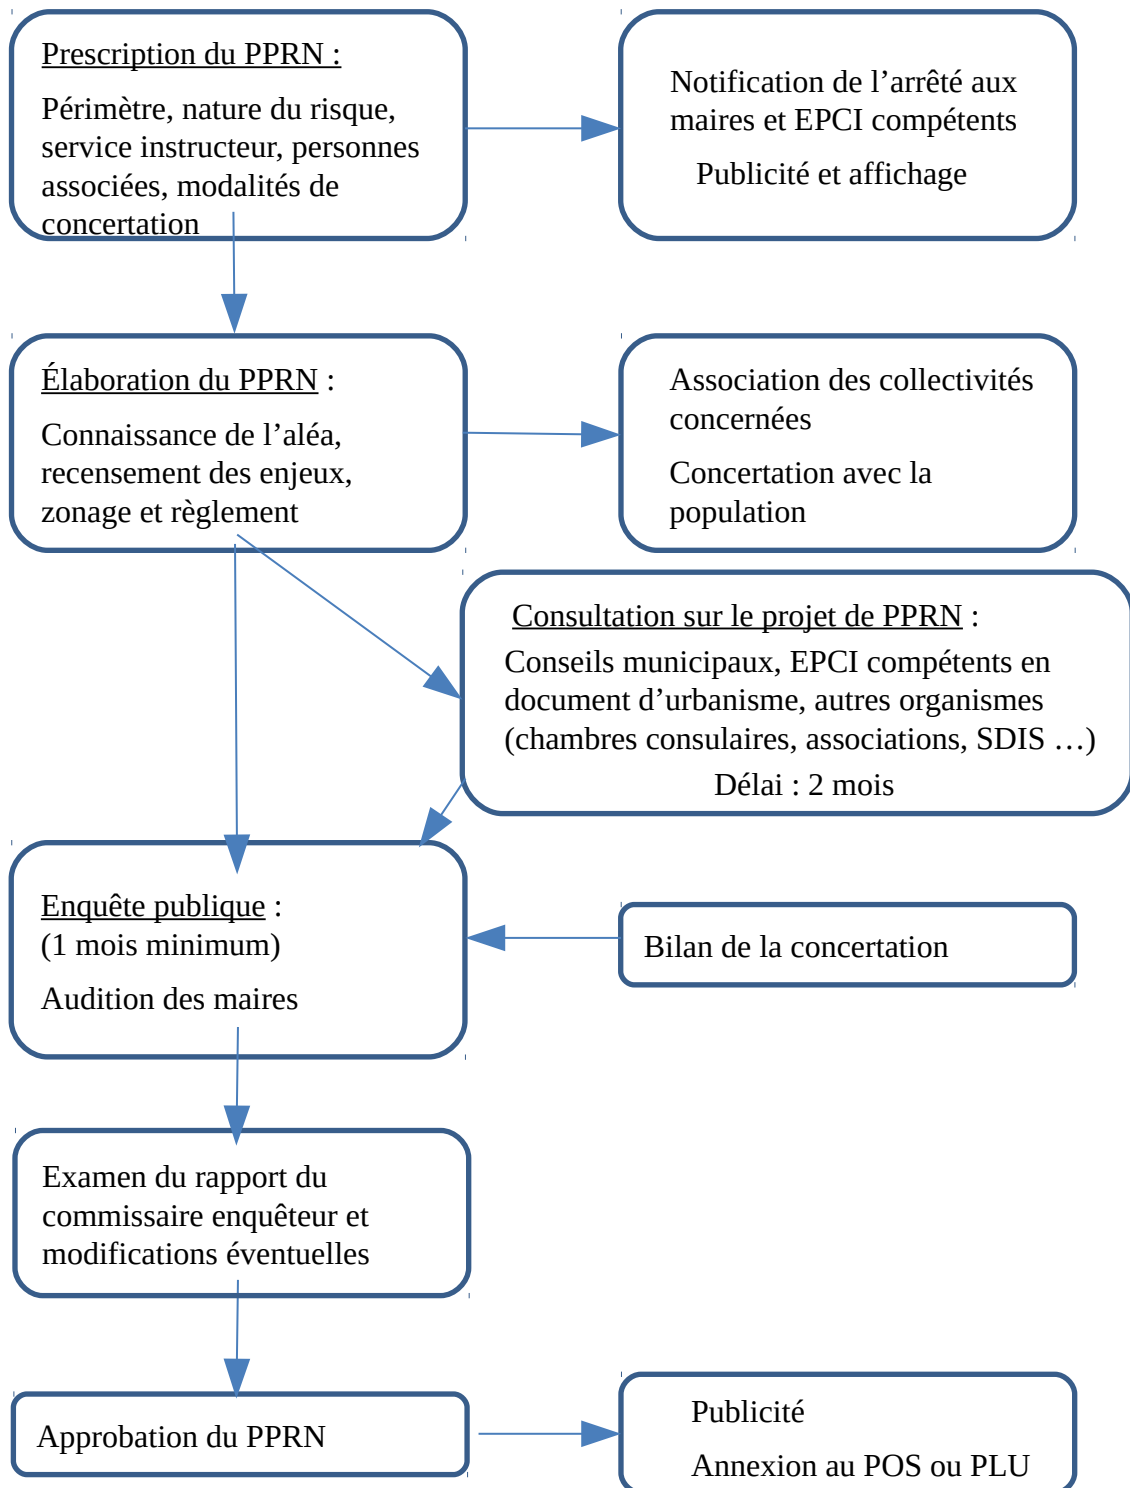 Prescription du PPRN :
Périmètre, nature du risque,
service instructeur, personnes
associées, modalités de
concertation
Notification de l’arrêté aux
maires et EPCI compétents
Publicité et affichage
Élaboration du PPRN :
Connaissance de l’aléa,
recensement des enjeux,
zonage et règlement
Association des collectivités
concernées
Concertation avec la
population
Consultation sur le projet de PPRN :
Conseils municipaux, EPCI compétents en
document d’urbanisme, autres organismes
(chambres consulaires, associations, SDIS …)
Délai : 2 mois
Enquête publique :
(1 mois minimum)
Audition des maires
Bilan de la concertation
Examen du rapport du
commissaire enquêteur et
modifications éventuelles
Approbation du PPRN
Publicité
Annexion au POS ou PLU